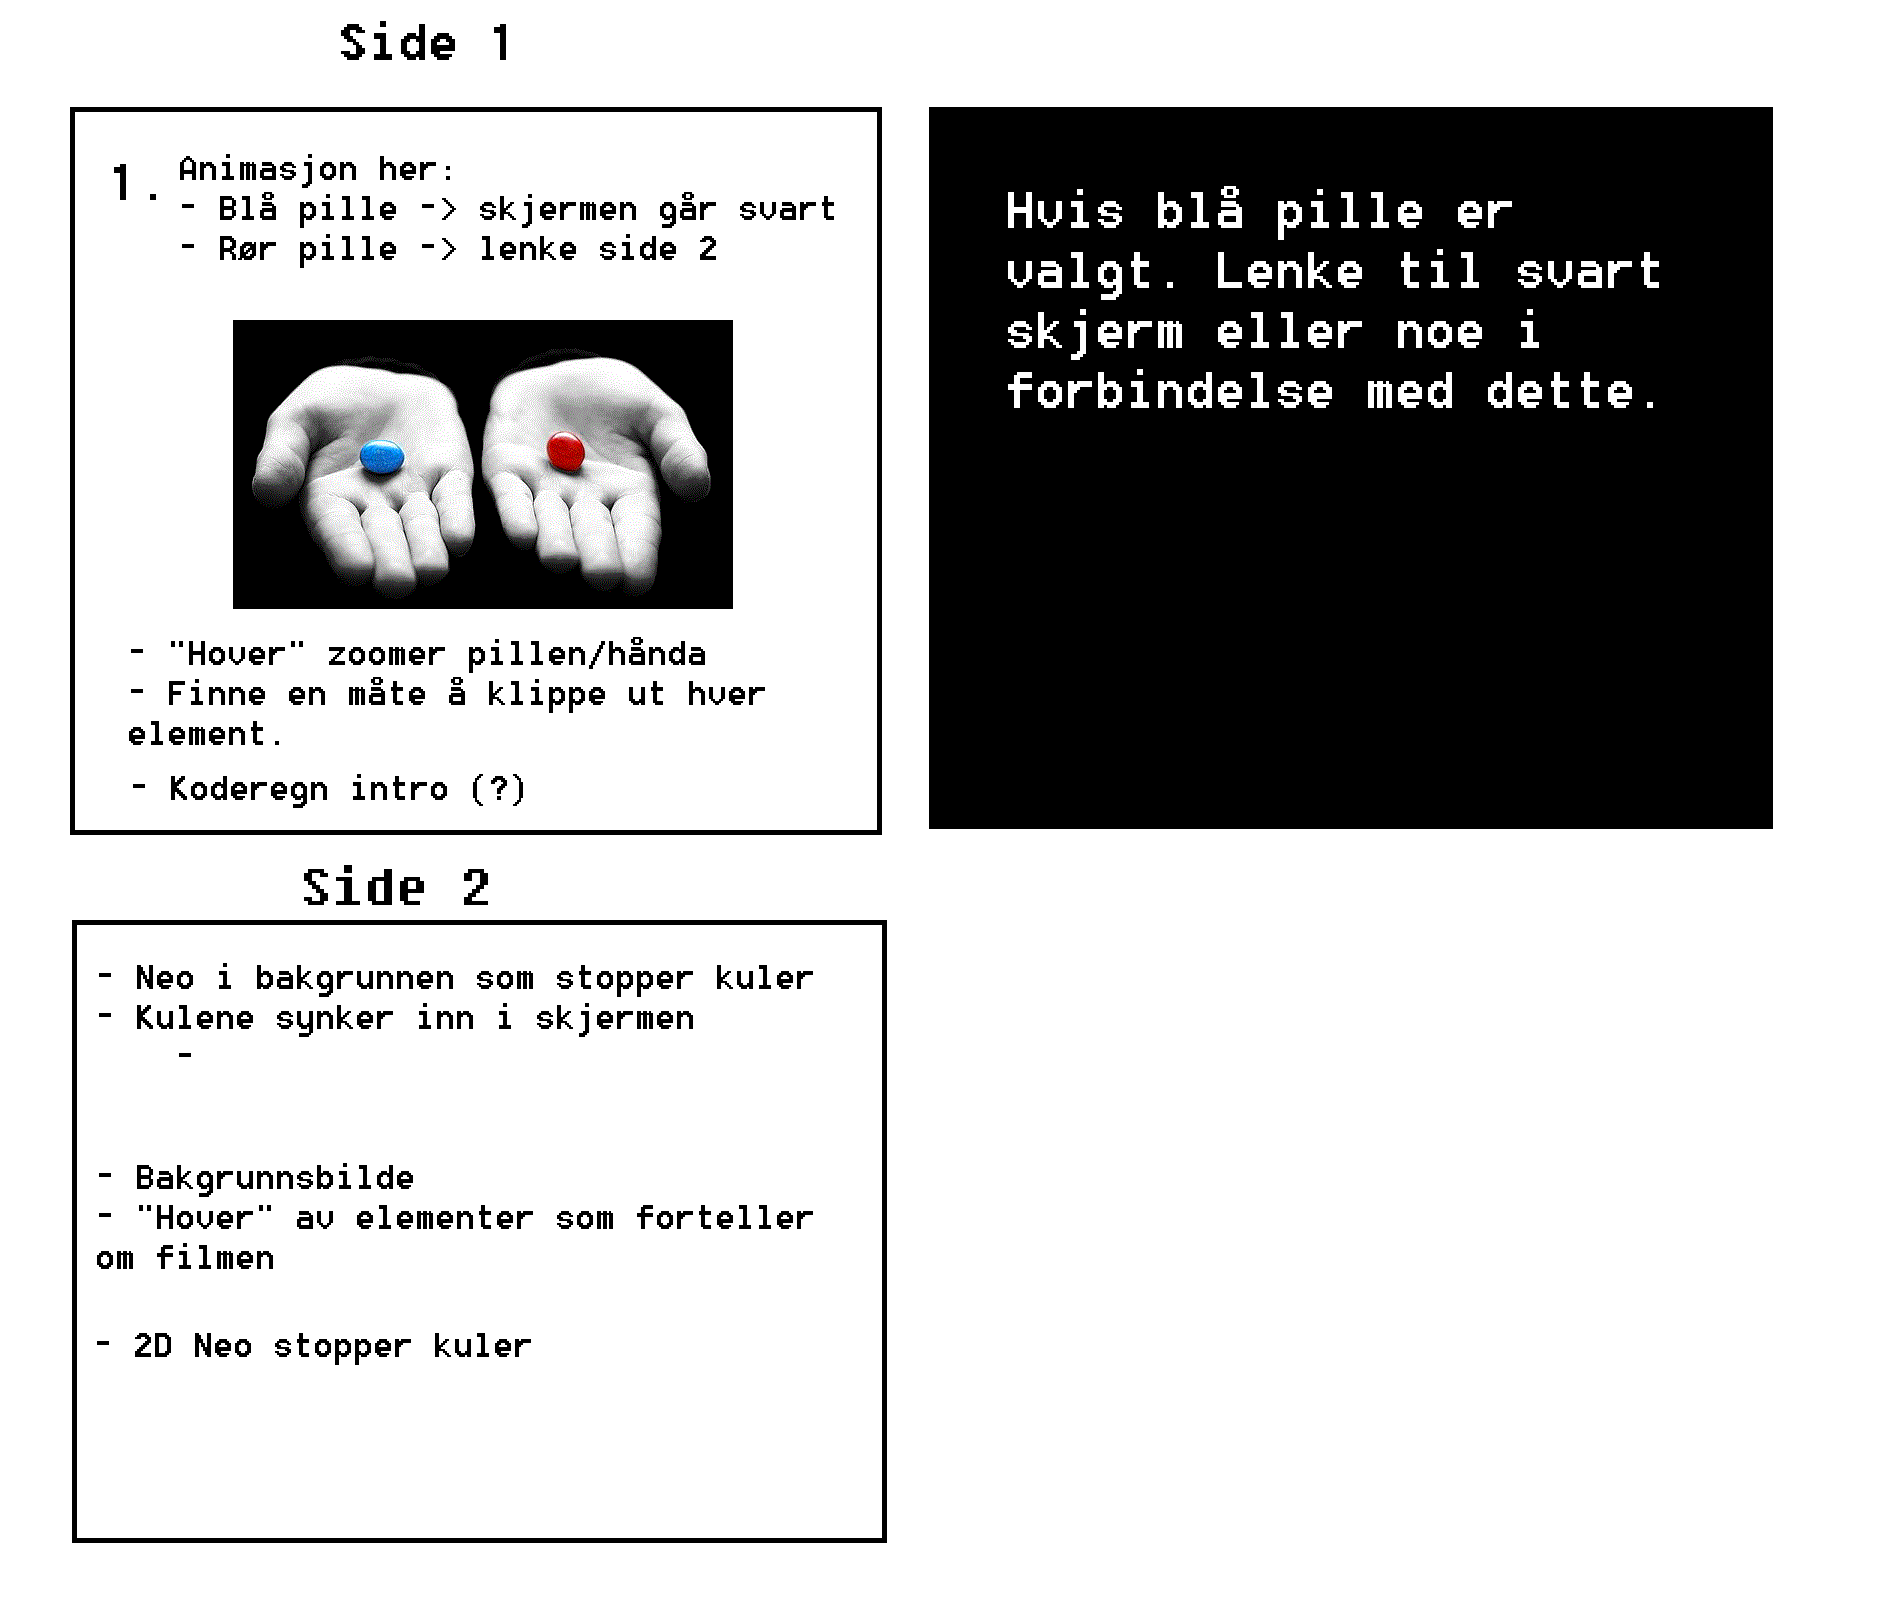 Side 1
1. Animasjon her:
- Blå pille -> skjermen går svart
- Rør pille -> lenke side 2
- "Hover" zoomer pillen/hånda
- Finne en måte å klippe ut hver
element.
- Koderegn intro (?)
Hvis blå pille er
valgt. Lenke til svart
skjerm eller noe i
forbindelse med dette.
Side 2
- Neo i bakgrunnen som stopper kuler
- Kulene synker inn i skjermen
-
- Bakgrunnsbilde
- "Hover" av elementer som forteller
om filmen
- 2D Neo stopper kuler